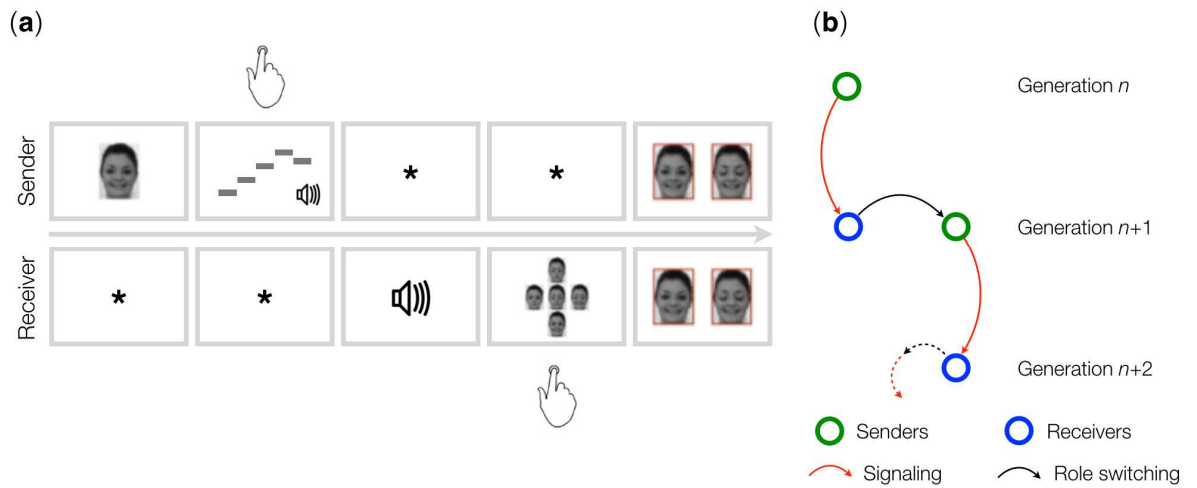 (a)
Sender
*
*
Receiver
*
*
(b)
Generation n
Generation n+1
Generation n+2
Senders
Receivers
Signaling
Role switching